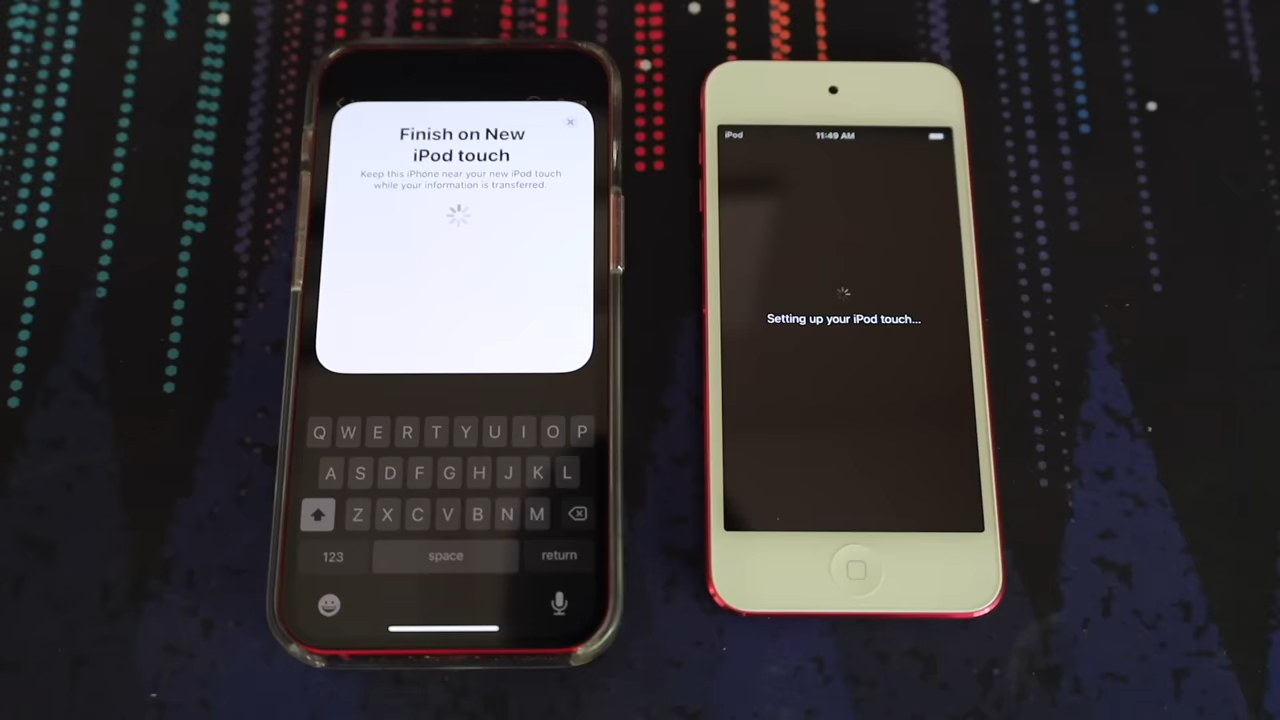 Finish on New
iPod touch
Keep this iPhone near your new iPod touch
while your information is transferred.
Q W E R T Y U I O P
A S D F G H J K L
Z X C V B N M
123 space return
iPod 11:49 AM
Setting up your iPod touch...